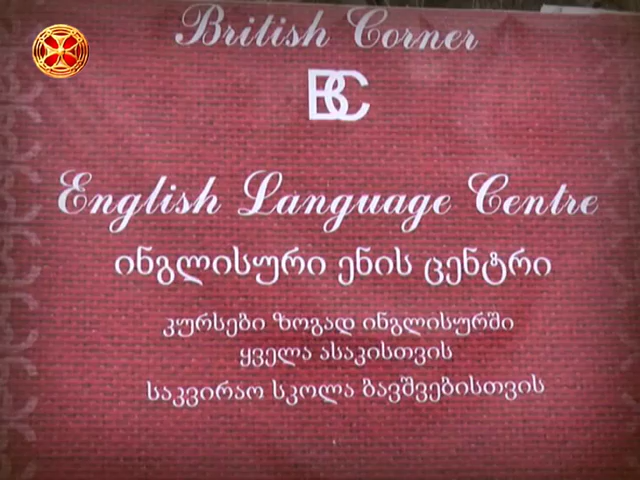 British Corner
BC
English Language Centre
ინგლისური ენის ცენტრი
კურსები ზოგად ინგლისურში
ყველა ასაკისთვის
საკვირაო სკოლა ბავშვებისთვის